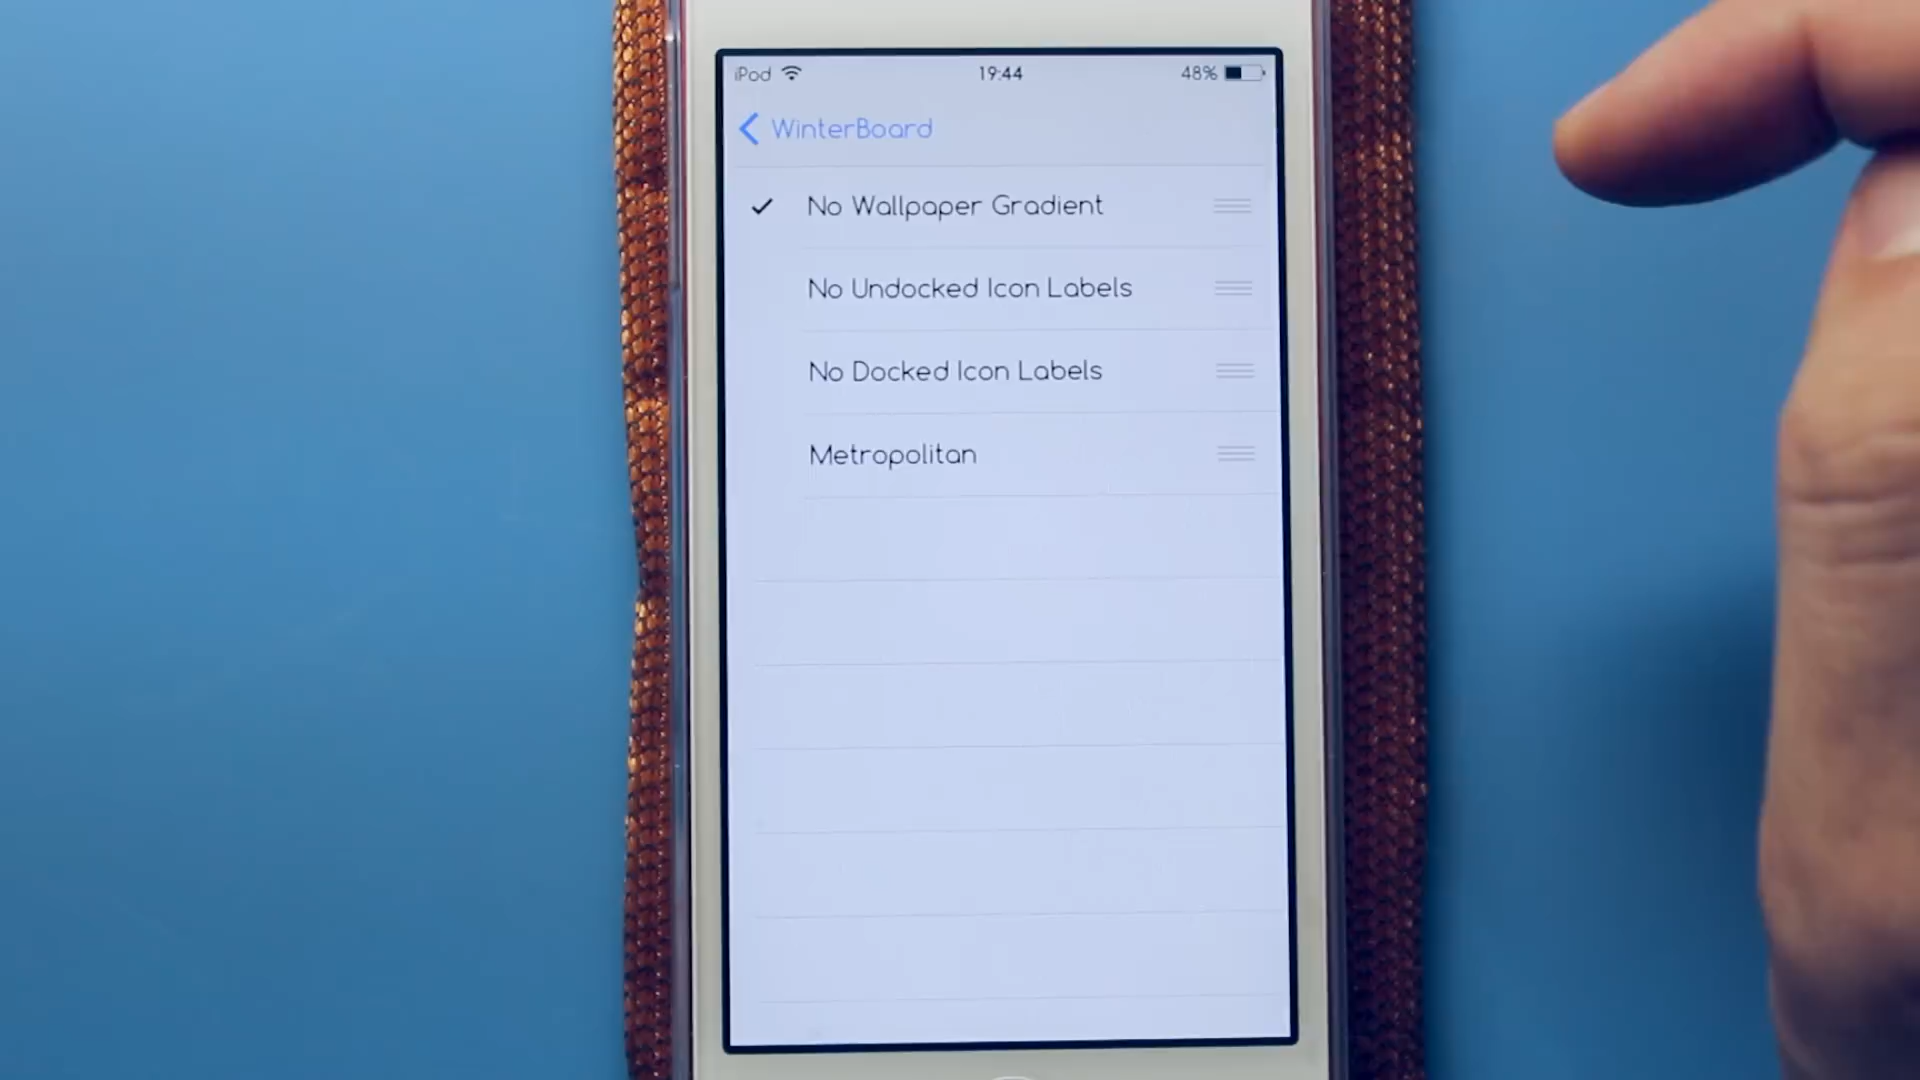 iPod 19:44 48%
WinterBoard
No Wallpaper Gradient
No Undocked Icon Labels
No Docked Icon Labels
Metropolitan